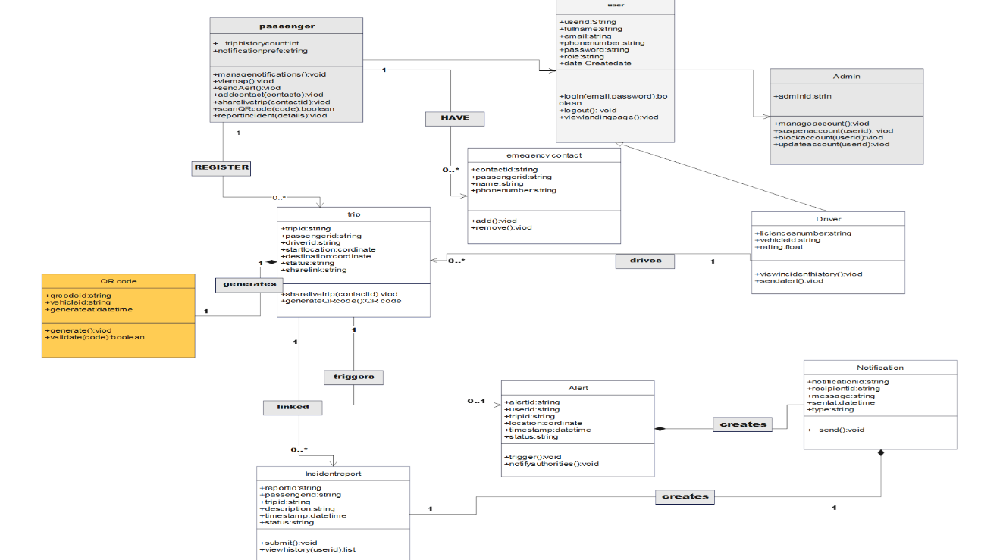 user
+userid:String
+fullname:string
+email:string
+phonenumber:string
+password:string
+role:string
+date Createdate
+login(email,password):bo
olean
+logout(): void
+viewlandingpage():viod
passenger
+ triphistorycount:int
+notificationprefs:string
+managenotifications():void
+viemap():viod
+sendAert():viod
+addcontact(contacts):viod
+sharelivetrip(contactid):viod
+scanQRcode(code):boolean
+reportincident(details):viod
1
HAVE
0..*
1
REGISTER
0..*
Admin
+adminid:strin
+manageaccount():viod
+suspenaccount(userid): viod
+blockaccount(userid):viod
+updateaccount(userid):viod
emegency contact
+contactid:string
+passengerid:string
+name:string
+phonenumber:string
+add():viod
+remove():viod
trip
+tripid:string
+passengerid:string
+driverid:string
+startlocation:cordinate
+destination:cordinate
+status:string
+sharelink:string
+sharelivetrip(contactid):viod
+generateQRcode():QR code
Driver
+liciencesnumber:string
+vehicleid:string
+rating:float
+viewincidenthistory():viod
+sendalert():viod
0..*
drives
1
1
generates
1
QR code
+qrcodeid:string
+vehicleid:string
+generateat:datetime
+generate():viod
+validate(code):boolean
1
triggers
0..1
1
linked
0..*
Alert
+alertid:string
+userid:string
+tripid:string
+location:cordinate
+timestamp:datetime
+status:string
+trigger():void
+notifyauthorities():void
creates
Notification
+notificationid:string
+recipientid:string
+message:string
+sentat:datetime
+type:string
+ send():void
Incidentreport
+reportid:string
+passengerid:string
+tripid:string
+description:string
+timestamp:datetime
+status:string
+submit():void
+viewhistory(userid):list
1
creates
1